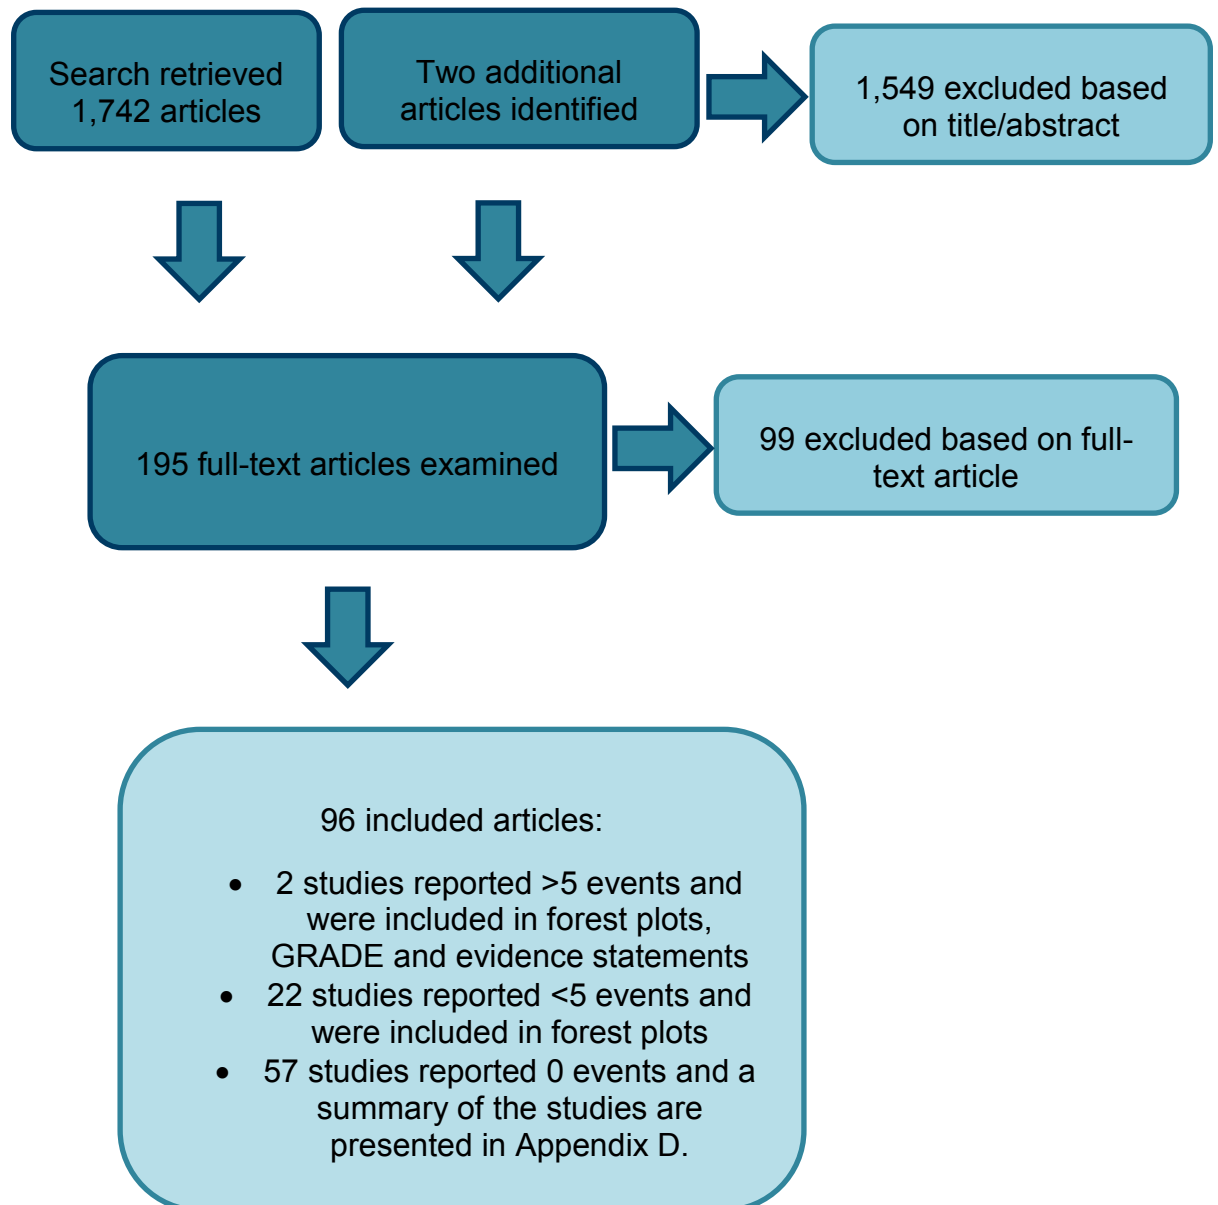 Search retrieved
1,742 articles
Two additional
articles identified
1,549 excluded based
on title/abstract
195 full-text articles examined
99 excluded based on full-
text article
96 included articles:
• 2 studies reported >5 events and
were included in forest plots,
GRADE and evidence statements
• 22 studies reported <5 events and
were included in forest plots
• 57 studies reported 0 events and a
summary of the studies are
presented in Appendix D.